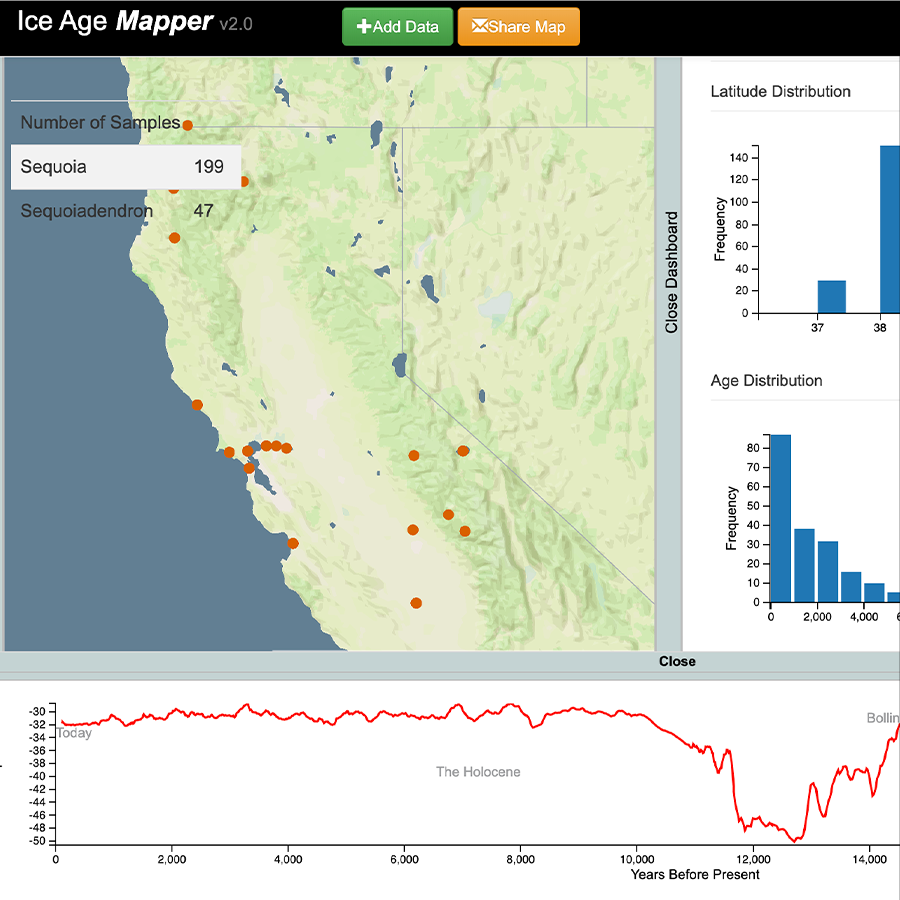 Ice Age Mapper v2.0
Add Data
Share Map
Number of Samples
Sequoia 199
Sequoiadendron 47
Close Dashboard
Latitude Distribution
Frequency
140
120
100
80
60
40
20
0
37 38
Age Distribution
Frequency
80
70
60
50
40
30
20
10
0
0 2,000 4,000
Close
-30
-32
-34
-36
-38
-40
-42
-44
-46
-48
-50
Today
The Holocene
Bollin
0 2,000 4,000 6,000 8,000 10,000 12,000 14,000
Years Before Present